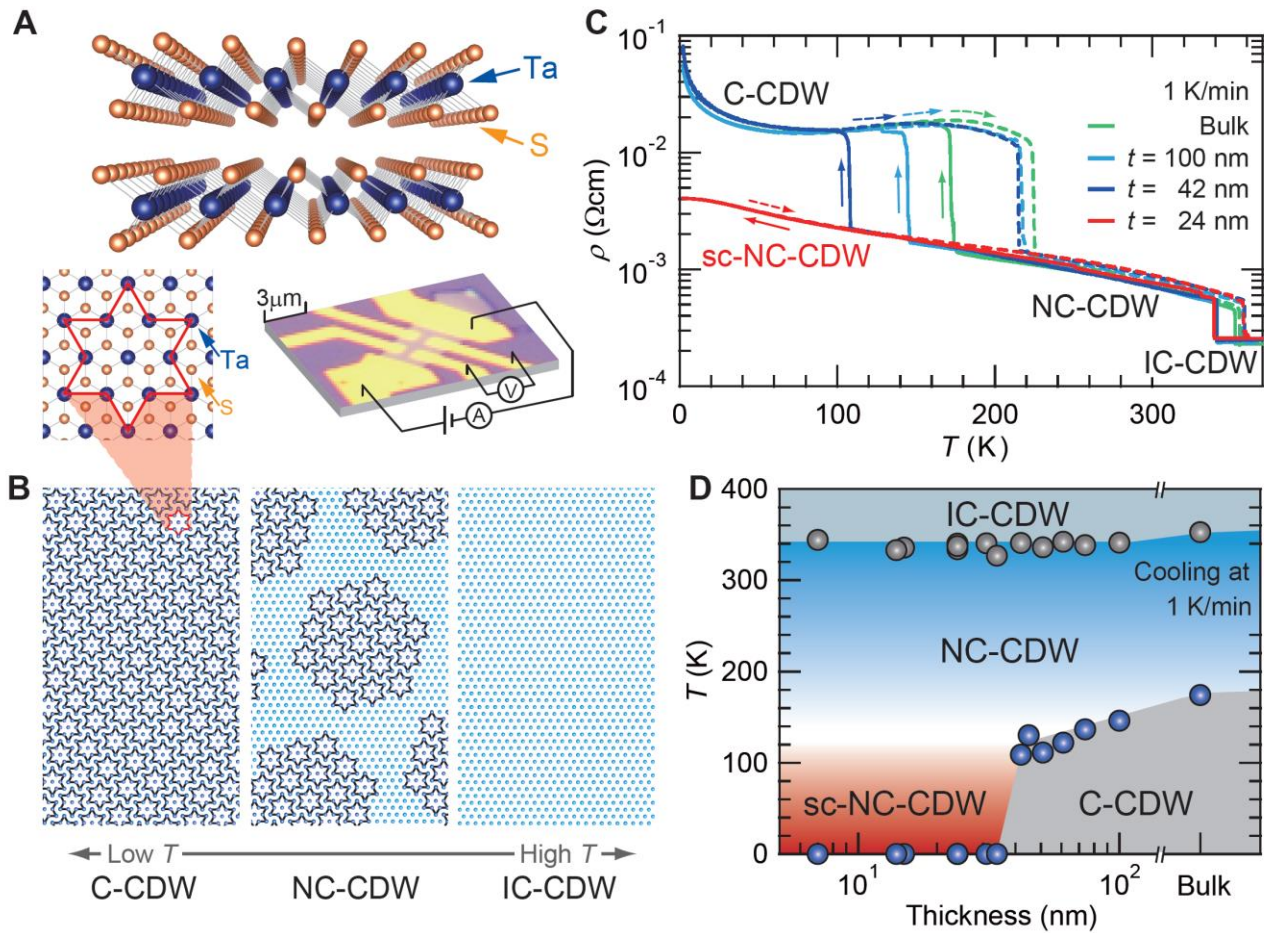 A
Ta
S
3μm
Ta
S
V
A
B
Low T
High T
C-CDW
NC-CDW
IC-CDW
C
10⁻¹
10⁻²
10⁻³
10⁻⁴
ρ (Ωcm)
C-CDW
1 K/min
Bulk
t = 100 nm
t = 42 nm
t = 24 nm
sc-NC-CDW
NC-CDW
IC-CDW
0
100
200
300
T (K)
D
400
300
200
100
0
T (K)
IC-CDW
Cooling at
1 K/min
NC-CDW
sc-NC-CDW
C-CDW
10¹
10²
Bulk
Thickness (nm)